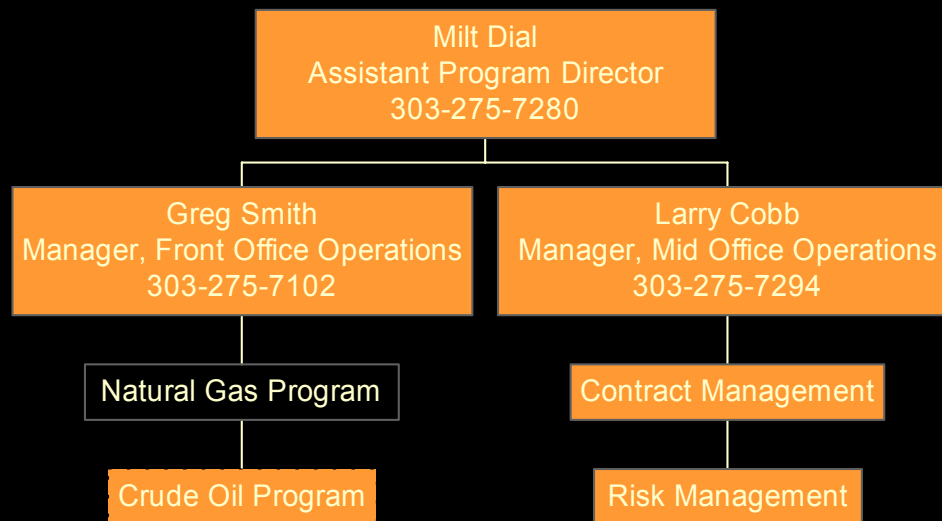 Milt Dial
Assistant Program Director
303-275-7280
Greg Smith
Manager, Front Office Operations
303-275-7102
Larry Cobb
Manager, Mid Office Operations
303-275-7294
Natural Gas Program
Contract Management
Crude Oil Program
Risk Management